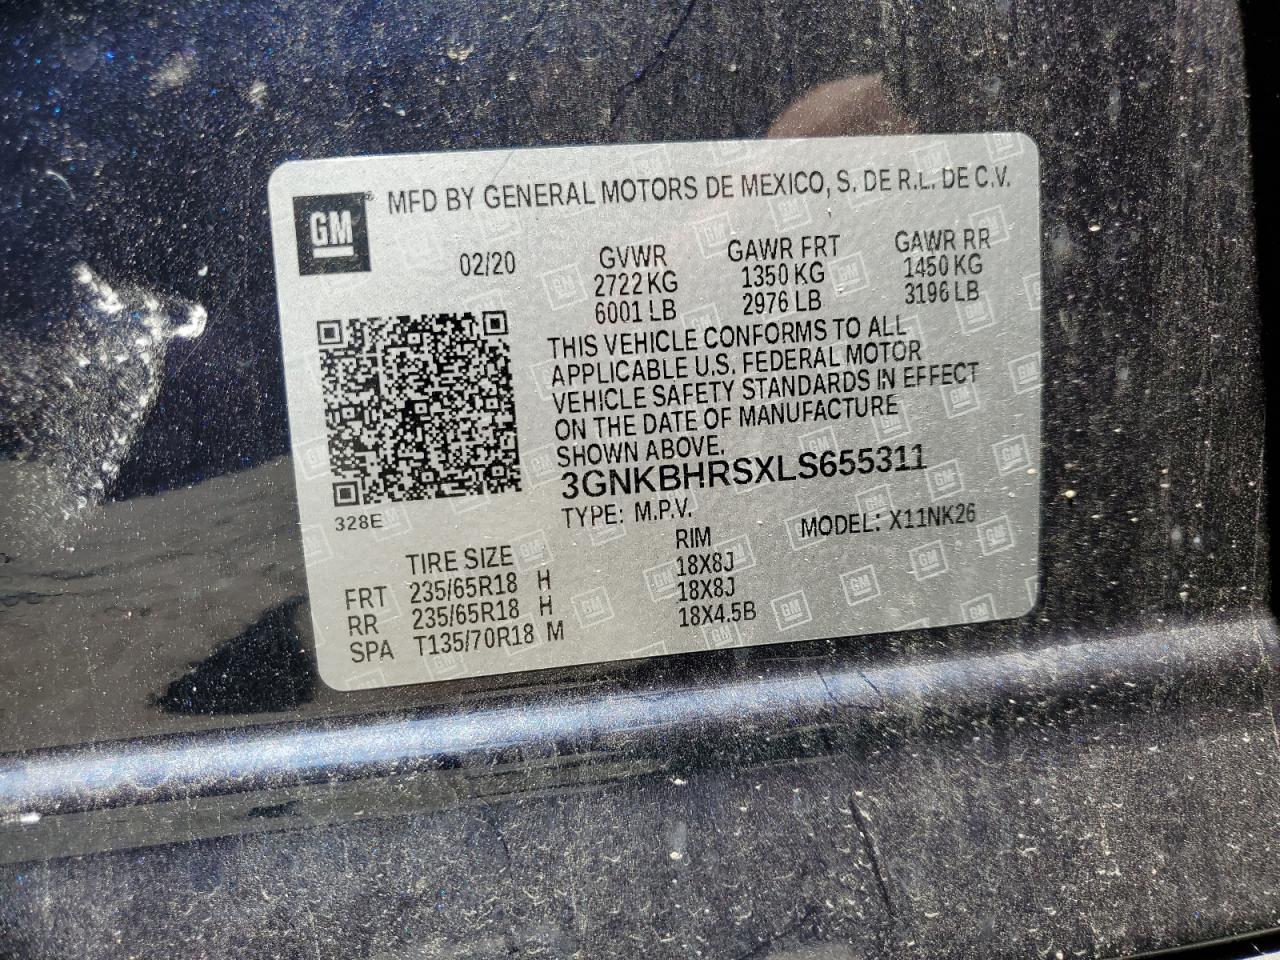 GM® MFD BY GENERAL MOTORS DE MEXICO, S. DE R.L. DE C.V.
02/20 GVWR GAWR FRT GAWR RR
2722 KG 1350 KG 1450 KG
6001 LB 2976 LB 3196 LB
THIS VEHICLE CONFORMS TO ALL
APPLICABLE U.S. FEDERAL MOTOR
VEHICLE SAFETY STANDARDS IN EFFECT
ON THE DATE OF MANUFACTURE
SHOWN ABOVE.
3GNKBHRSXLS655311
328E TYPE: M.P.V. MODEL: X11NK26
TIRE SIZE RIM
FRT 235/65R18 H 18X8J
RR 235/65R18 H 18X8J
SPA T135/70R18 M 18X4.5B